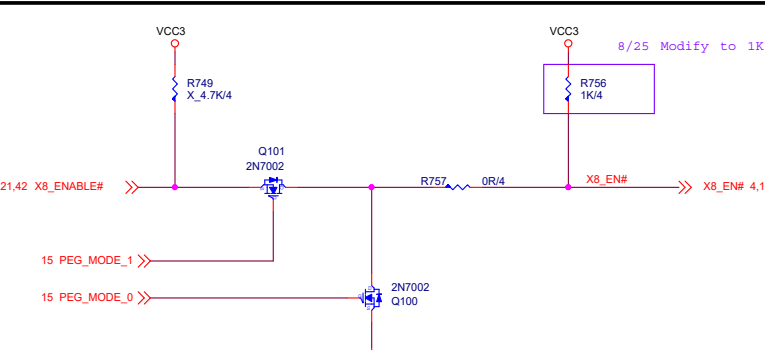 VCC3
VCC3
8/25 Modify to 1K
R749
X_4.7K/4
R756
1K/4
Q101
2N7002
21,42 X8_ENABLE#
R757
0R/4
X8_EN#
X8_EN# 4,1
15 PEG_MODE_1
15 PEG_MODE_0
2N7002
Q100